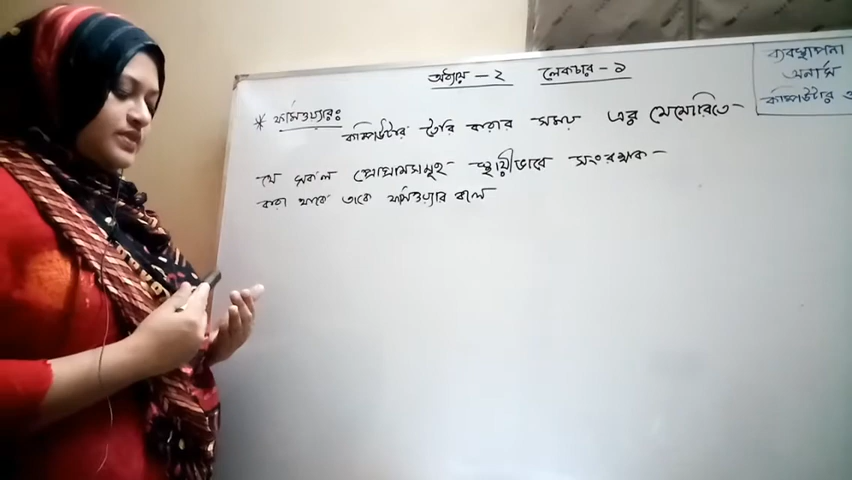 অধ্যায় - ২ লেকচার - ১
ব্যবস্থাপনা
অনার্স
কম্পিউটার
* ফার্মওয়্যারঃ
কম্পিউটার তৈরি করার সময় এর মেমোরিতে -
যে সকল প্রোগ্রামসমূহ স্থায়ীভাবে সংরক্ষণ -
করা থাকে তাকে ফার্মওয়্যার বলে